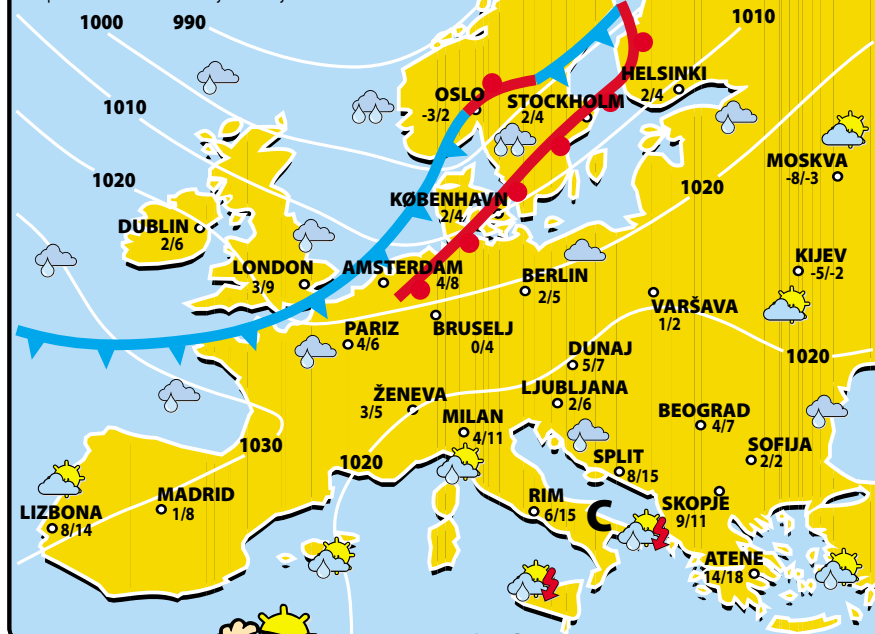 1000
990
1010
HELSINKI
2/4
OSLO
-3/2
STOCKHOLM
2/4
1010
MOSKVA
-8/-3
1020
1020
KØBENHAVN
2/4
DUBLIN
2/6
LONDON
3/9
AMSTERDAM
4/8
BERLIN
2/5
KIJEV
-5/-2
VARŠAVA
1/2
PARIZ
4/6
BRUSELJ
0/4
DUNAJ
5/7
1020
ŽENEVA
3/5
LJUBLJANA
2/6
MILAN
4/11
BEOGRAD
4/7
1030
1020
SPLIT
8/15
SOFIJA
2/2
MADRID
1/8
LIZBONA
8/14
RIM
6/15
C
SKOPJE
9/11
ATENE
14/18